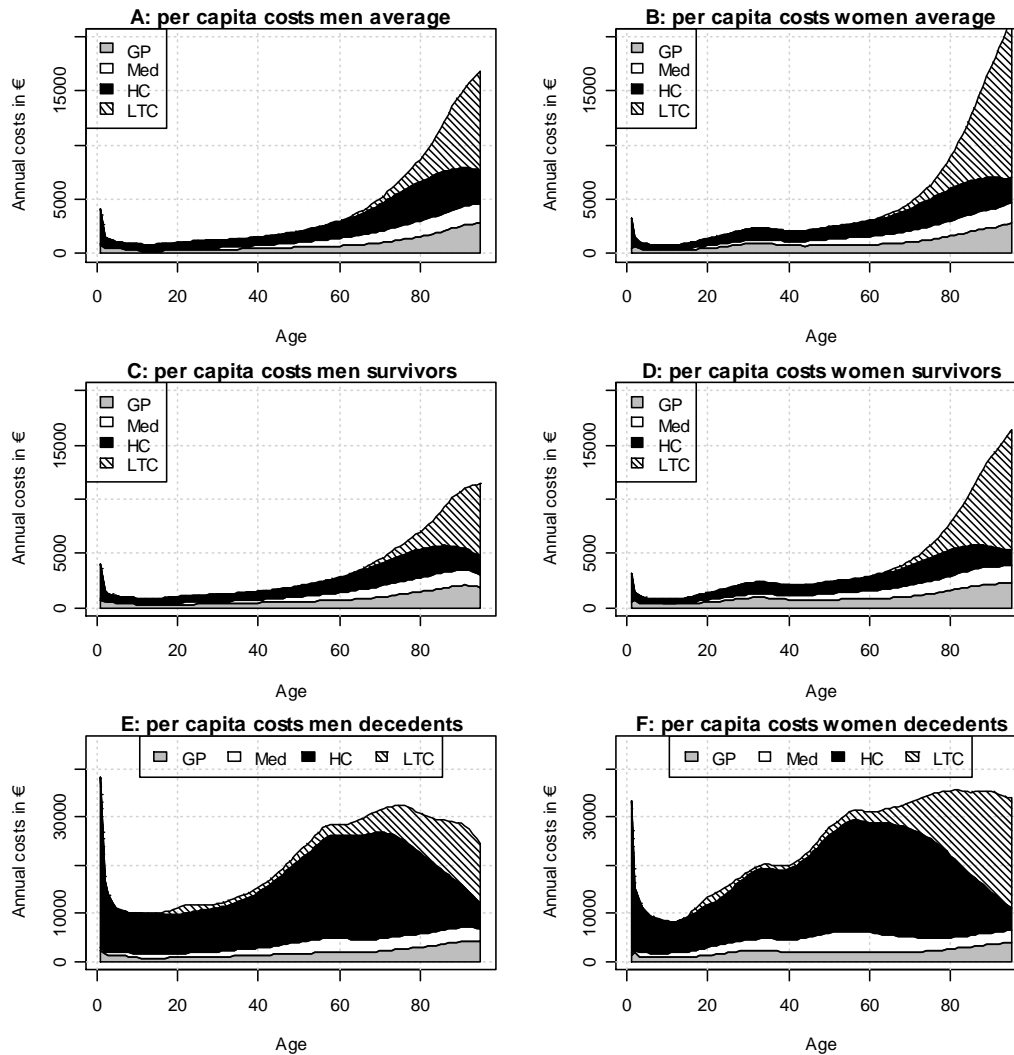 A: per capita costs men average
GP
Med
HC
LTC
Annual costs in €
0
5000
15000
0
20
40
60
80
Age
B: per capita costs women average
GP
Med
HC
LTC
Annual costs in €
0
5000
15000
0
20
40
60
80
Age
C: per capita costs men survivors
GP
Med
HC
LTC
Annual costs in €
0
5000
15000
0
20
40
60
80
Age
D: per capita costs women survivors
GP
Med
HC
LTC
Annual costs in €
0
5000
15000
0
20
40
60
80
Age
E: per capita costs men decedents
GP Med HC LTC
Annual costs in €
0
10000
30000
0
20
40
60
80
Age
F: per capita costs women decedents
GP Med HC LTC
Annual costs in €
0
10000
30000
0
20
40
60
80
Age